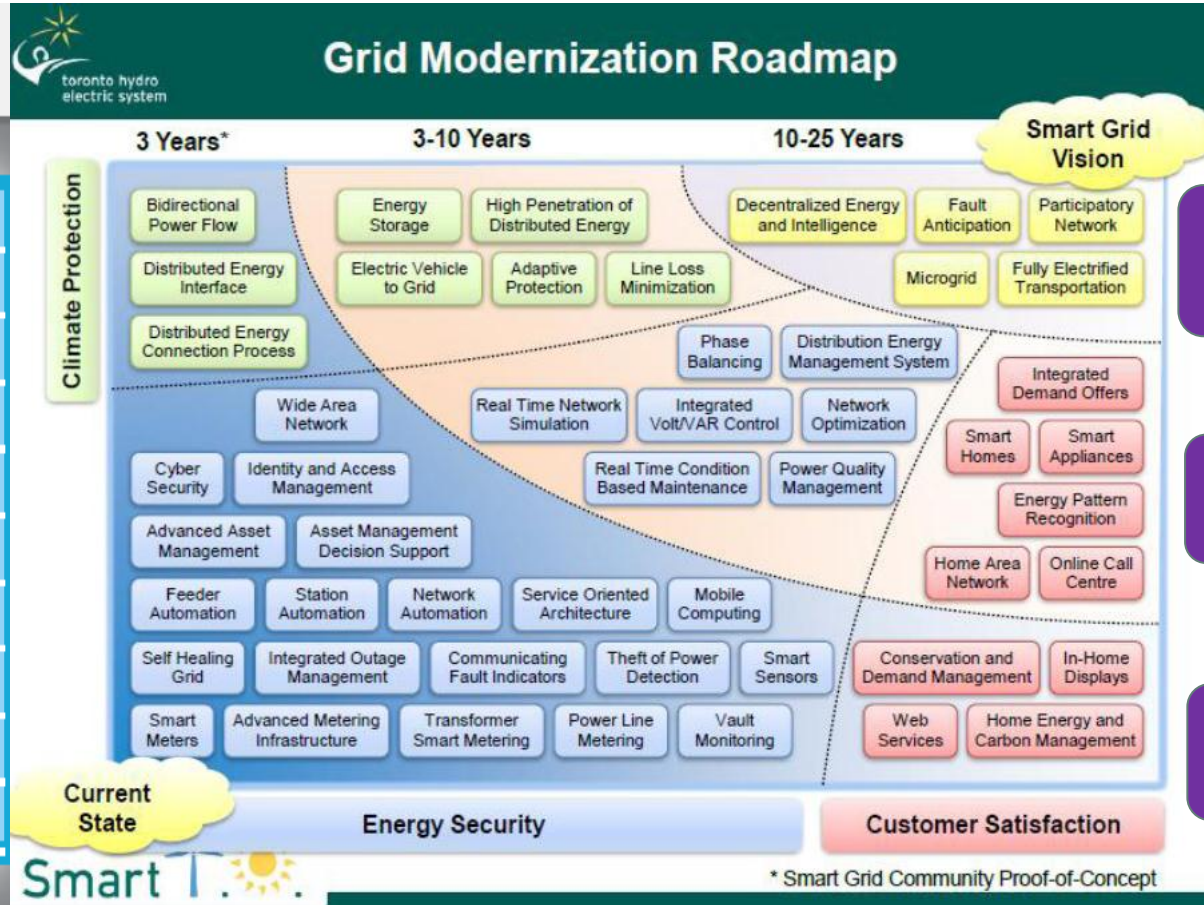 toronto hydro
electric system
Grid Modernization Roadmap
3 Years*
3-10 Years
10-25 Years
Smart Grid
Vision
Climate Protection
Bidirectional
Power Flow
Energy
Storage
High Penetration of
Distributed Energy
Decentralized Energy
and Intelligence
Fault
Anticipation
Participatory
Network
Distributed Energy
Interface
Electric Vehicle
to Grid
Adaptive
Protection
Line Loss
Minimization
Microgrid
Fully Electrified
Transportation
Distributed Energy
Connection Process
Phase
Balancing
Distribution Energy
Management System
Integrated
Demand Offers
Wide Area
Network
Real Time Network
Simulation
Integrated
Volt/VAR Control
Network
Optimization
Smart
Homes
Smart
Appliances
Cyber
Security
Identity and Access
Management
Real Time Condition
Based Maintenance
Power Quality
Management
Energy Pattern
Recognition
Advanced Asset
Management
Asset Management
Decision Support
Home Area
Network
Online Call
Centre
Feeder
Automation
Station
Automation
Network
Automation
Service Oriented
Architecture
Mobile
Computing
Self Healing
Grid
Integrated Outage
Management
Communicating
Fault Indicators
Theft of Power
Detection
Smart
Sensors
Conservation and
Demand Management
In-Home
Displays
Smart
Meters
Advanced Metering
Infrastructure
Transformer
Smart Metering
Power Line
Metering
Vault
Monitoring
Web
Services
Home Energy and
Carbon Management
Current
State
Energy Security
Customer Satisfaction
Smart T.O.
* Smart Grid Community Proof-of-Concept